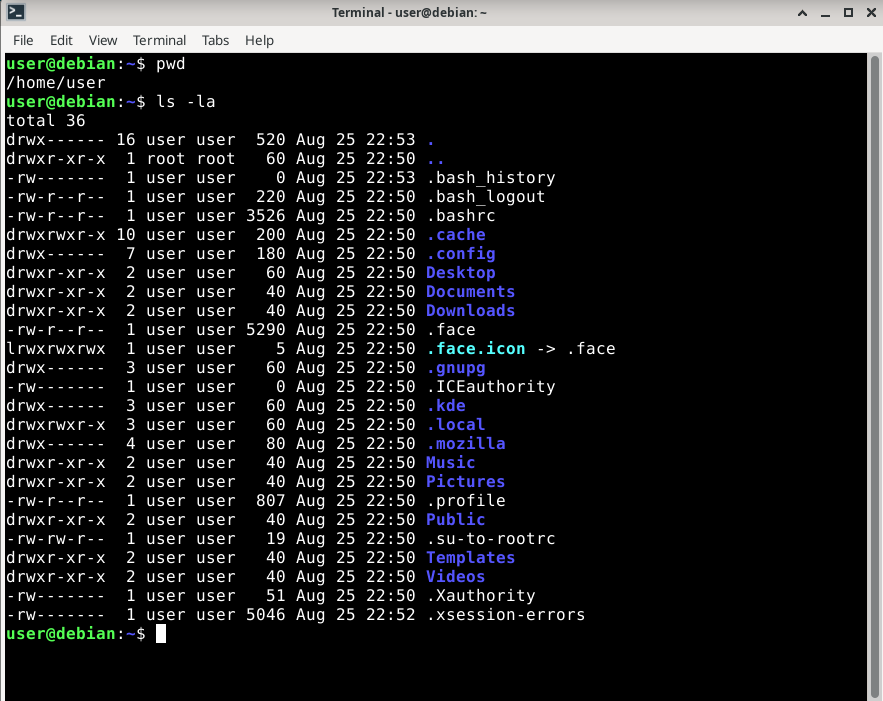 Terminal - user@debian: ~
File Edit View Terminal Tabs Help
user@debian:~$ pwd
/home/user
user@debian:~$ ls -la
total 36
drwx------ 16 user user  520 Aug 25 22:53 .
drwxr-xr-x  1 root root   60 Aug 25 22:50 ..
-rw-------  1 user user    0 Aug 25 22:53 .bash_history
-rw-r--r--  1 user user  220 Aug 25 22:50 .bash_logout
-rw-r--r--  1 user user 3526 Aug 25 22:50 .bashrc
drwxrwxr-x 10 user user  200 Aug 25 22:50 .cache
drwx------  7 user user  180 Aug 25 22:50 .config
drwxr-xr-x  2 user user   60 Aug 25 22:50 Desktop
drwxr-xr-x  2 user user   40 Aug 25 22:50 Documents
drwxr-xr-x  2 user user   40 Aug 25 22:50 Downloads
-rw-r--r--  1 user user 5290 Aug 25 22:50 .face
lrwxrwxrwx  1 user user    5 Aug 25 22:50 .face.icon -> .face
drwx------  3 user user   60 Aug 25 22:50 .gnupg
-rw-------  1 user user    0 Aug 25 22:50 .ICEauthority
drwx------  3 user user   60 Aug 25 22:50 .kde
drwxrwxr-x  3 user user   60 Aug 25 22:50 .local
drwx------  4 user user   80 Aug 25 22:50 .mozilla
drwxr-xr-x  2 user user   40 Aug 25 22:50 Music
drwxr-xr-x  2 user user   40 Aug 25 22:50 Pictures
-rw-r--r--  1 user user  807 Aug 25 22:50 .profile
drwxr-xr-x  2 user user   40 Aug 25 22:50 Public
-rw-rw-r--  1 user user   19 Aug 25 22:50 .su-to-rootrc
drwxr-xr-x  2 user user   40 Aug 25 22:50 Templates
drwxr-xr-x  2 user user   40 Aug 25 22:50 Videos
-rw-------  1 user user   51 Aug 25 22:50 .Xauthority
-rw-------  1 user user 5046 Aug 25 22:52 .xsession-errors
user@debian:~$